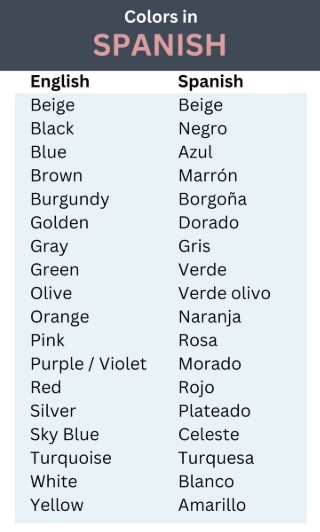 Colors in
SPANISH
English Spanish
Beige Beige
Black Negro
Blue Azul
Brown Marrón
Burgundy Borgoña
Golden Dorado
Gray Gris
Green Verde
Olive Verde olivo
Orange Naranja
Pink Rosa
Purple / Violet Morado
Red Rojo
Silver Plateado
Sky Blue Celeste
Turquoise Turquesa
White Blanco
Yellow Amarillo